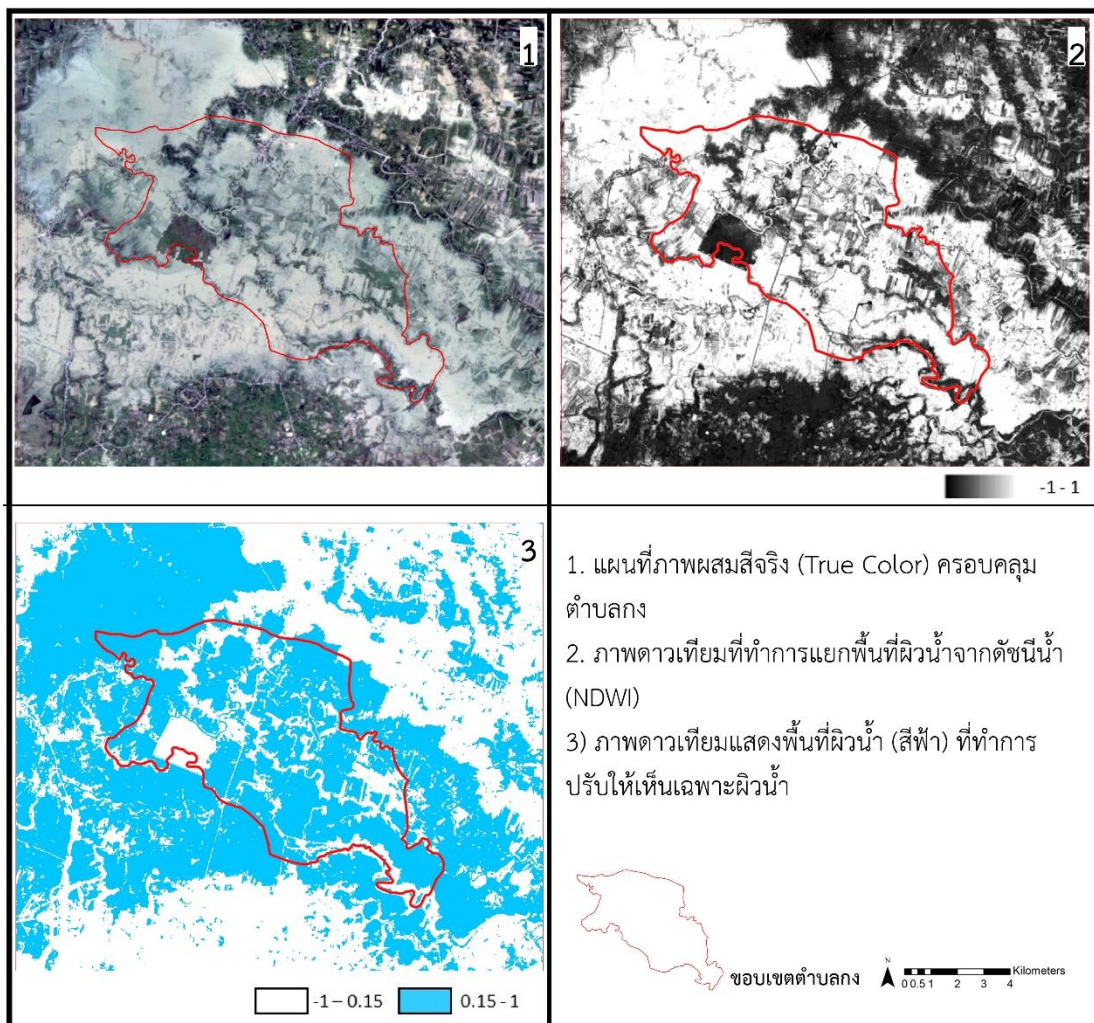 1
2
-1 - 1
3
-1 – 0.15
0.15 - 1
1. แผนที่ภาพผสมสีจริง (True Color) ครอบคลุม
ตำบลกง
2. ภาพดาวเทียมที่ทำการแยกพื้นที่ผิวน้ำจากดัชนีน้ำ
(NDWI)
3) ภาพดาวเทียมแสดงพื้นที่ผิวน้ำ (สีฟ้า) ที่ทำการ
ปรับให้เห็นเฉพาะผิวน้ำ
ขอบเขตตำบลกง
N
Kilometers
0 0.5 1 2 3 4